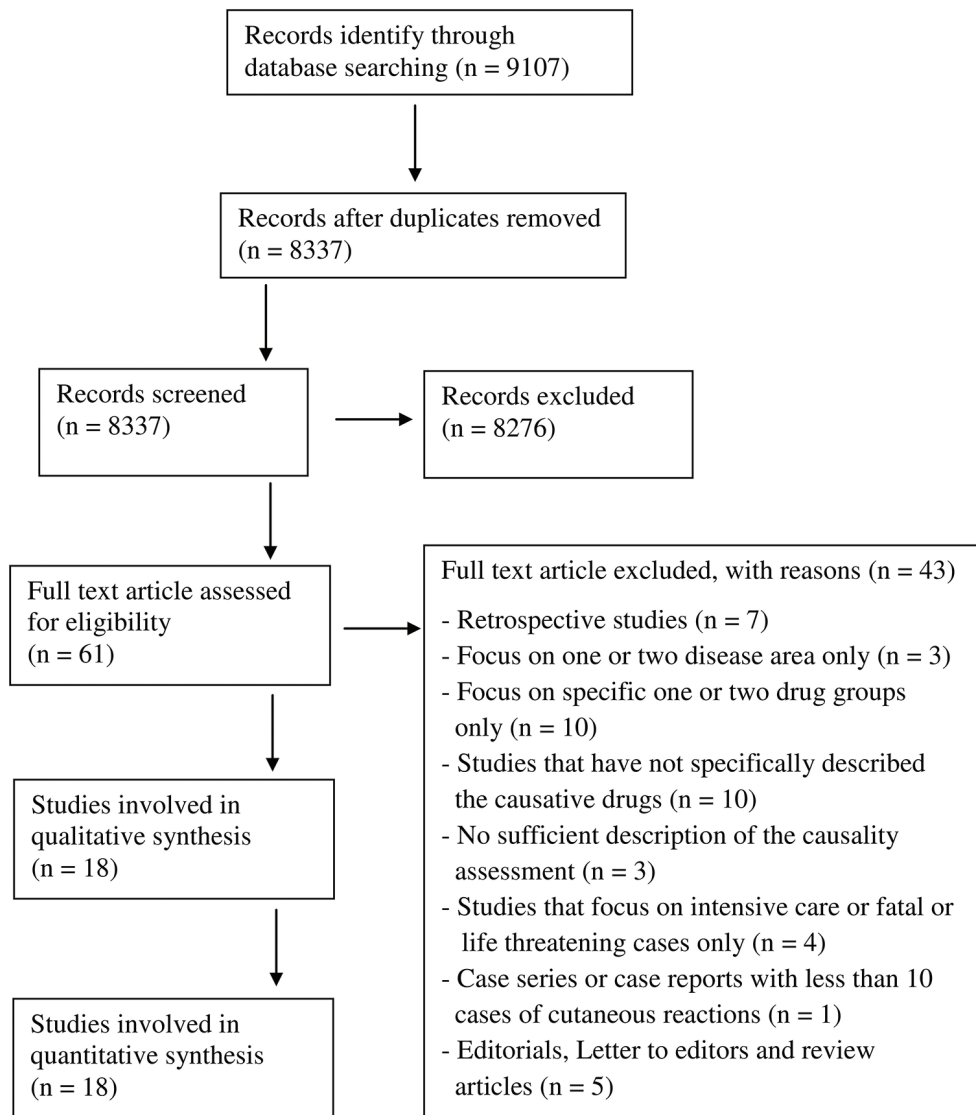 Records identify through
database searching (n = 9107)
Records after duplicates removed
(n = 8337)
Records screened
(n = 8337)
Records excluded
(n = 8276)
Full text article assessed
for eligibility
(n = 61)
Full text article excluded, with reasons (n = 43)
- Retrospective studies (n = 7)
- Focus on one or two disease area only (n = 3)
- Focus on specific one or two drug groups
only (n = 10)
- Studies that have not specifically described
the causative drugs (n = 10)
- No sufficient description of the causality
assessment (n = 3)
- Studies that focus on intensive care or fatal or
life threatening cases only (n = 4)
- Case series or case reports with less than 10
cases of cutaneous reactions (n = 1)
- Editorials, Letter to editors and review
articles (n = 5)
Studies involved in
qualitative synthesis
(n = 18)
Studies involved in
quantitative synthesis
(n = 18)